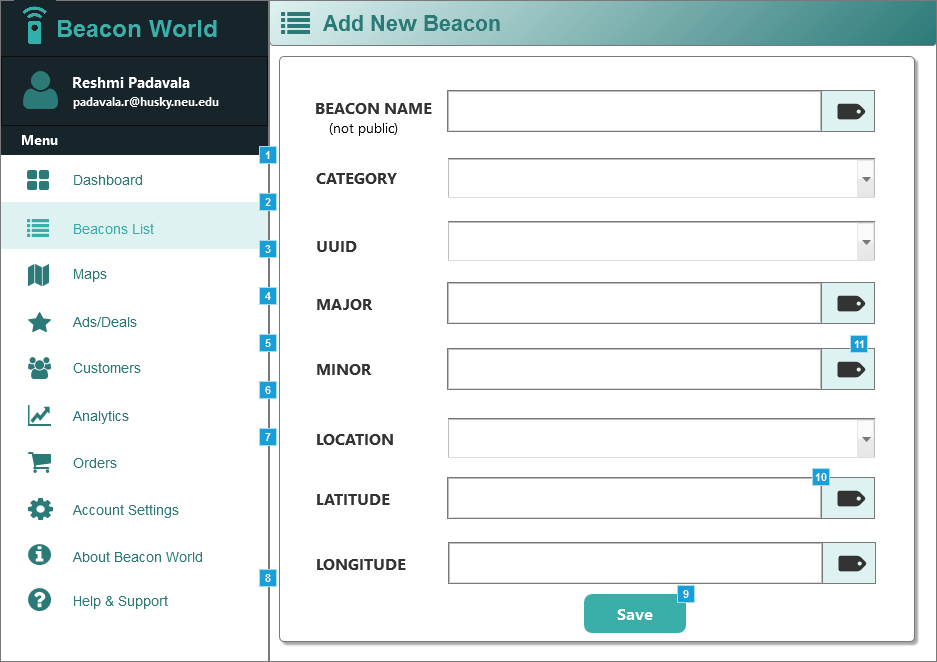 Beacon World
Add New Beacon
Reshmi Padavala
padavala.r@husky.neu.edu
Menu
1
Dashboard
2
Beacons List
3
Maps
4
Ads/Deals
5
Customers
6
Analytics
7
Orders
Account Settings
About Beacon World
8
Help & Support
BEACON NAME
(not public)
CATEGORY
UUID
MAJOR
11
MINOR
LOCATION
10
LATITUDE
LONGITUDE
9
Save